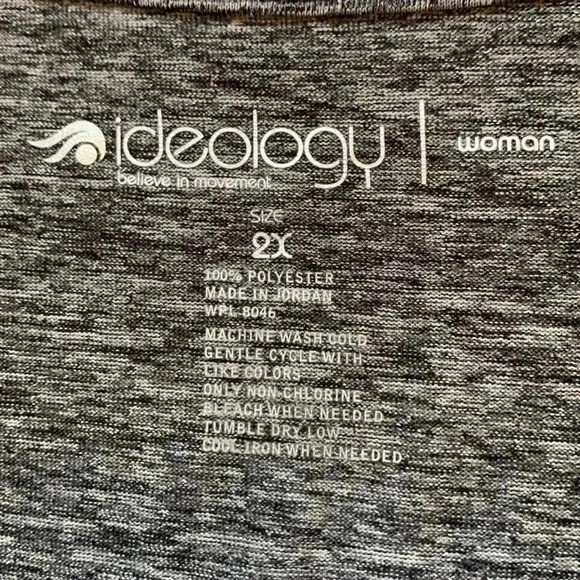 ideology | woman
believe in movement
SIZE
2X
100% POLYESTER
MADE IN JORDAN
WPL 8046
MACHINE WASH COLD
GENTLE CYCLE WITH
LIKE COLORS
ONLY NON-CHLORINE
BLEACH WHEN NEEDED
TUMBLE DRY LOW
COOL IRON WHEN NEEDED